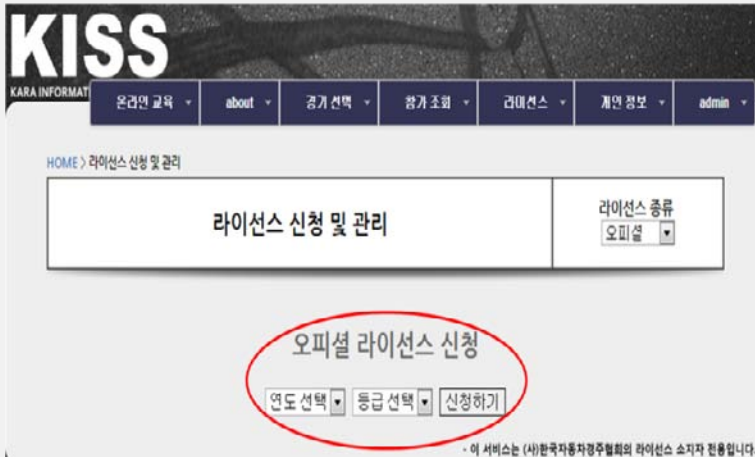 KISS
KARA INFORMAT
온라인 교육 about 경기 선택 참가 조회 라이선스 개인 정보 admin
HOME > 라이선스 신청 및 관리
라이선스 신청 및 관리
라이선스 종류
오피셜
오피셜 라이선스 신청
연도 선택 등급 선택 신청하기
- 이 서비스는 (사)한국자동차경주협회의 라이선스 소지자 전용입니다